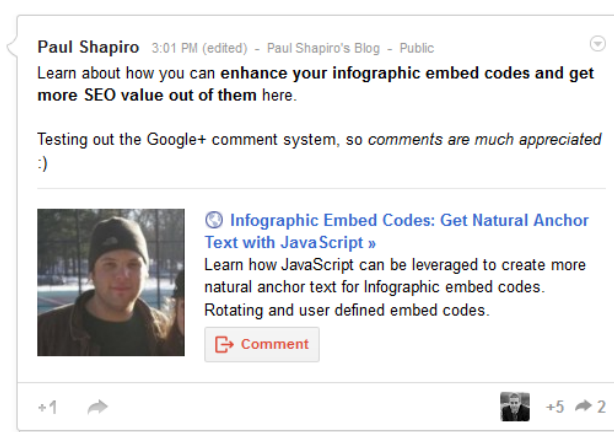 Paul Shapiro 3:01 PM (edited) - Paul Shapiro's Blog - Public
Learn about how you can enhance your infographic embed codes and get
more SEO value out of them here.
Testing out the Google+ comment system, so comments are much appreciated
:)
Infographic Embed Codes: Get Natural Anchor
Text with JavaScript »
Learn how JavaScript can be leveraged to create more
natural anchor text for Infographic embed codes.
Rotating and user defined embed codes.
Comment
+1 +5 2